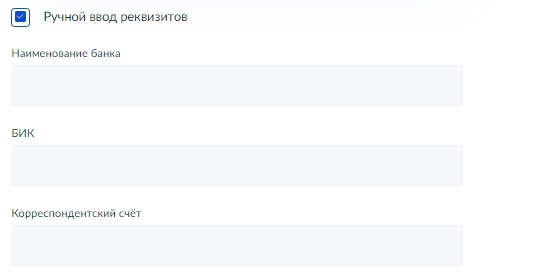 Ручной ввод реквизитов
Наименование банка
БИК
Корреспондентский счёт